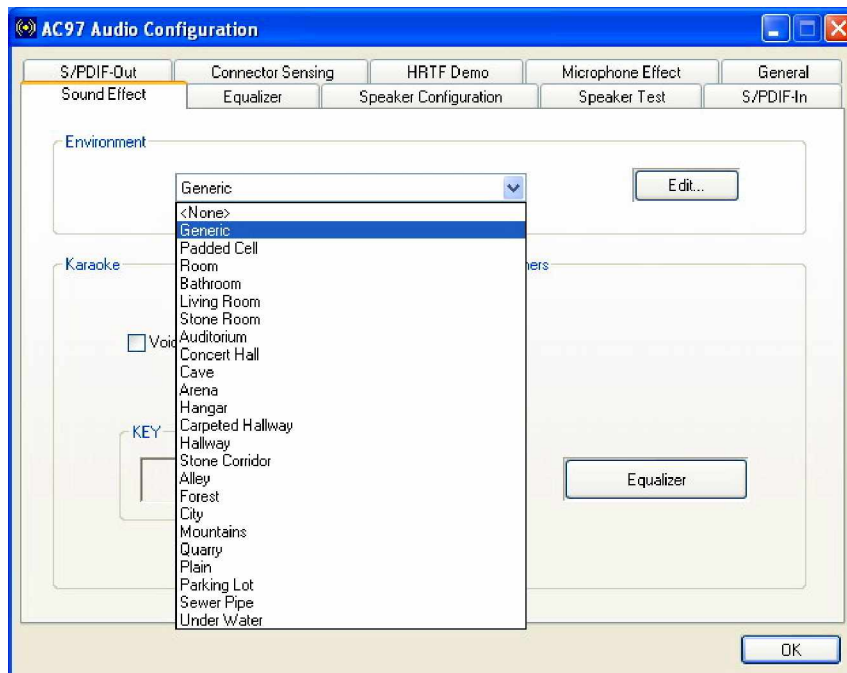 AC97 Audio Configuration
S/PDIF-Out Connector Sensing HRTF Demo Microphone Effect General
Sound Effect Equalizer Speaker Configuration Speaker Test S/PDIF-In
Environment
Generic Edit...
<None>
Generic
Padded Cell
Karaoke hers
Room
Bathroom
Living Room
Stone Room
Auditorium
Voic
Concert Hall
Cave
Arena
Hangar
Carpeted Hallway
KEY
Hallway
Stone Corridor
Alley
Equalizer
Forest
City
Mountains
Quarry
Plain
Parking Lot
Sewer Pipe
Under Water
OK